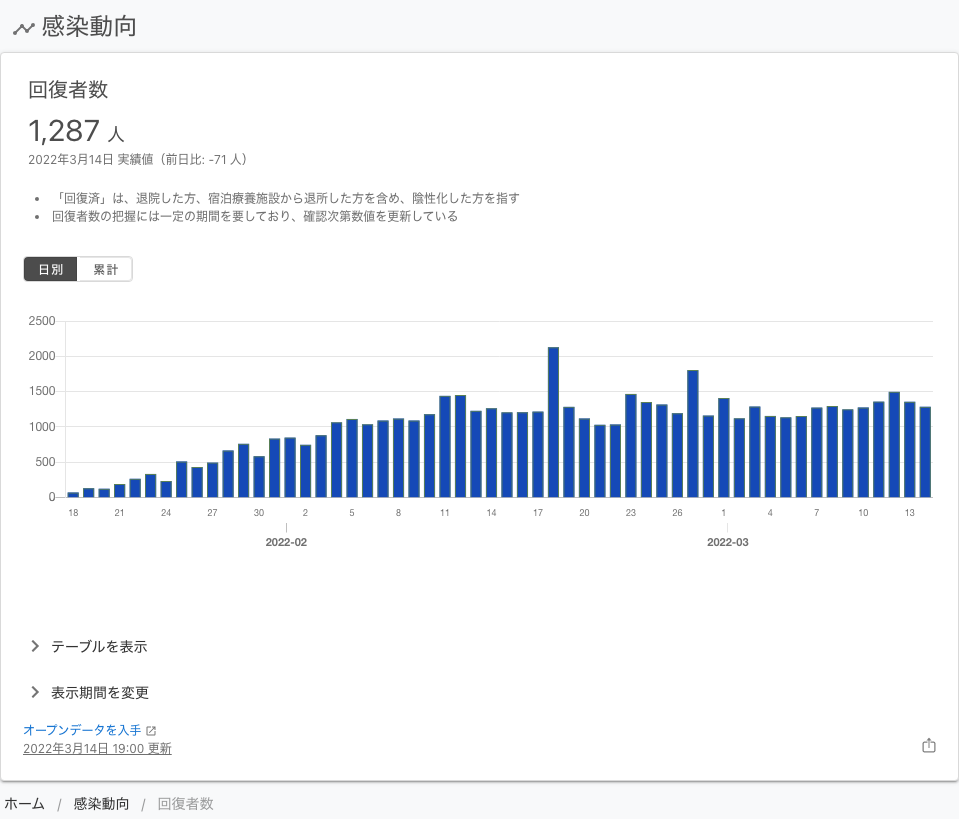 感染動向
回復者数
1,287 人
2022年3月14日 実績値（前日比: -71 人）
「回復済」は、退院した方、宿泊療養施設から退所した方を含め、陰性化した方を指す
回復者数の把握には一定の期間を要しており、確認次第数値を更新している
日別 累計
2500
2000
1500
1000
500
0
18 21 24 27 30 2 5 8 11 14 17 20 23 26 1 4 7 10 13
2022-02 2022-03
テーブルを表示
表示期間を変更
オープンデータを入手
2022年3月14日 19:00 更新
ホーム / 感染動向 / 回復者数